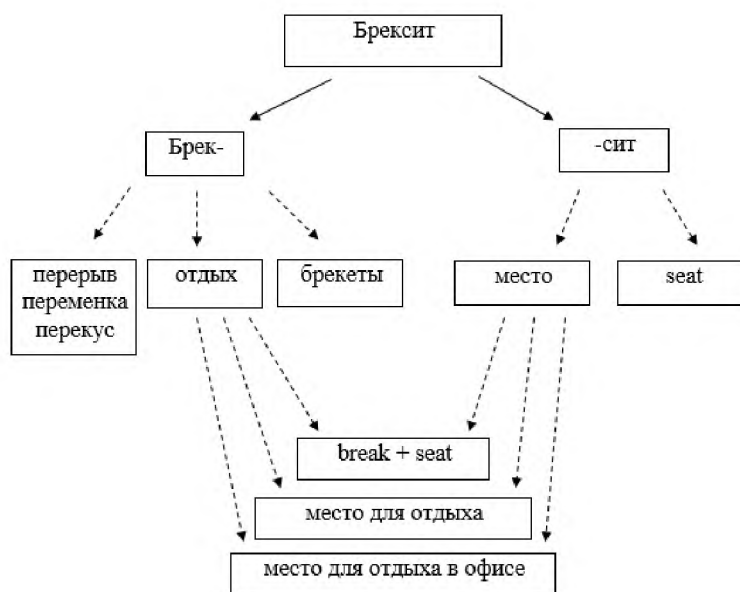 Брексит
Брек-
-сит
перерыв
переменка
перекус
отдых
брекеты
место
seat
break + seat
место для отдыха
место для отдыха в офисе